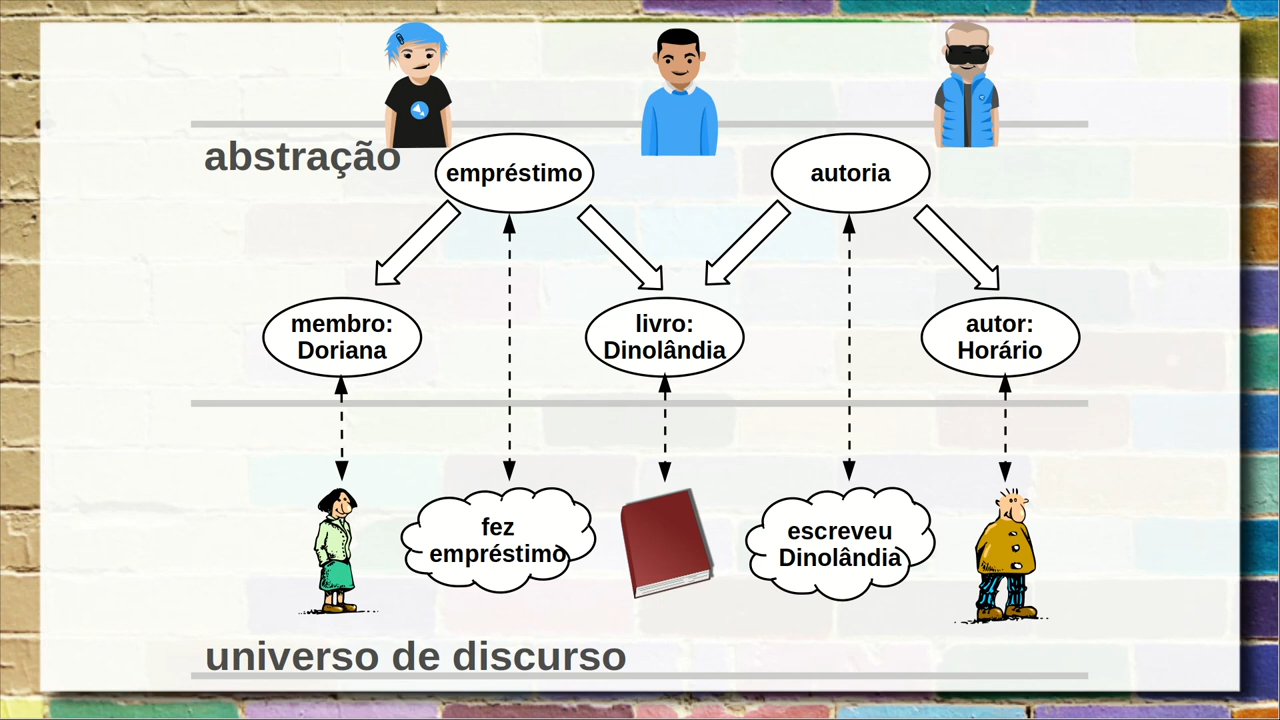 abstração
empréstimo
autoria
membro:
Doriana
livro:
Dinolândia
autor:
Horário
fez
empréstimo
escreveu
Dinolândia
universo de discurso